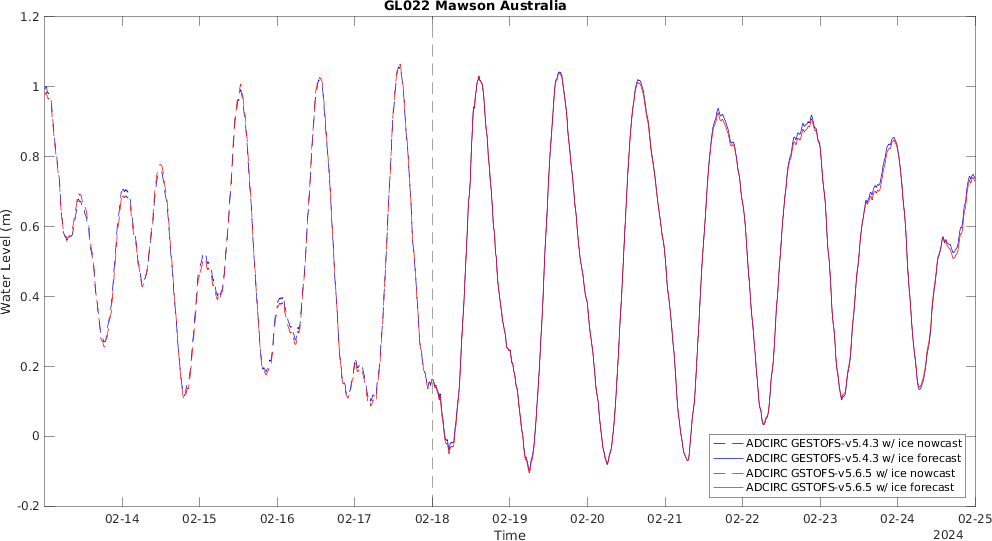 GL022 Mawson Australia
1.2
1
0.8
0.6
0.4
0.2
0
-0.2
Water Level (m)
ADCIRC GESTOFS-v5.4.3 w/ ice nowcast
ADCIRC GESTOFS-v5.4.3 w/ ice forecast
ADCIRC GSTOFS-v5.6.5 w/ ice nowcast
ADCIRC GSTOFS-v5.6.5 w/ ice forecast
02-14 02-15 02-16 02-17 02-18 02-19 02-20 02-21 02-22 02-23 02-24 02-25
Time
2024